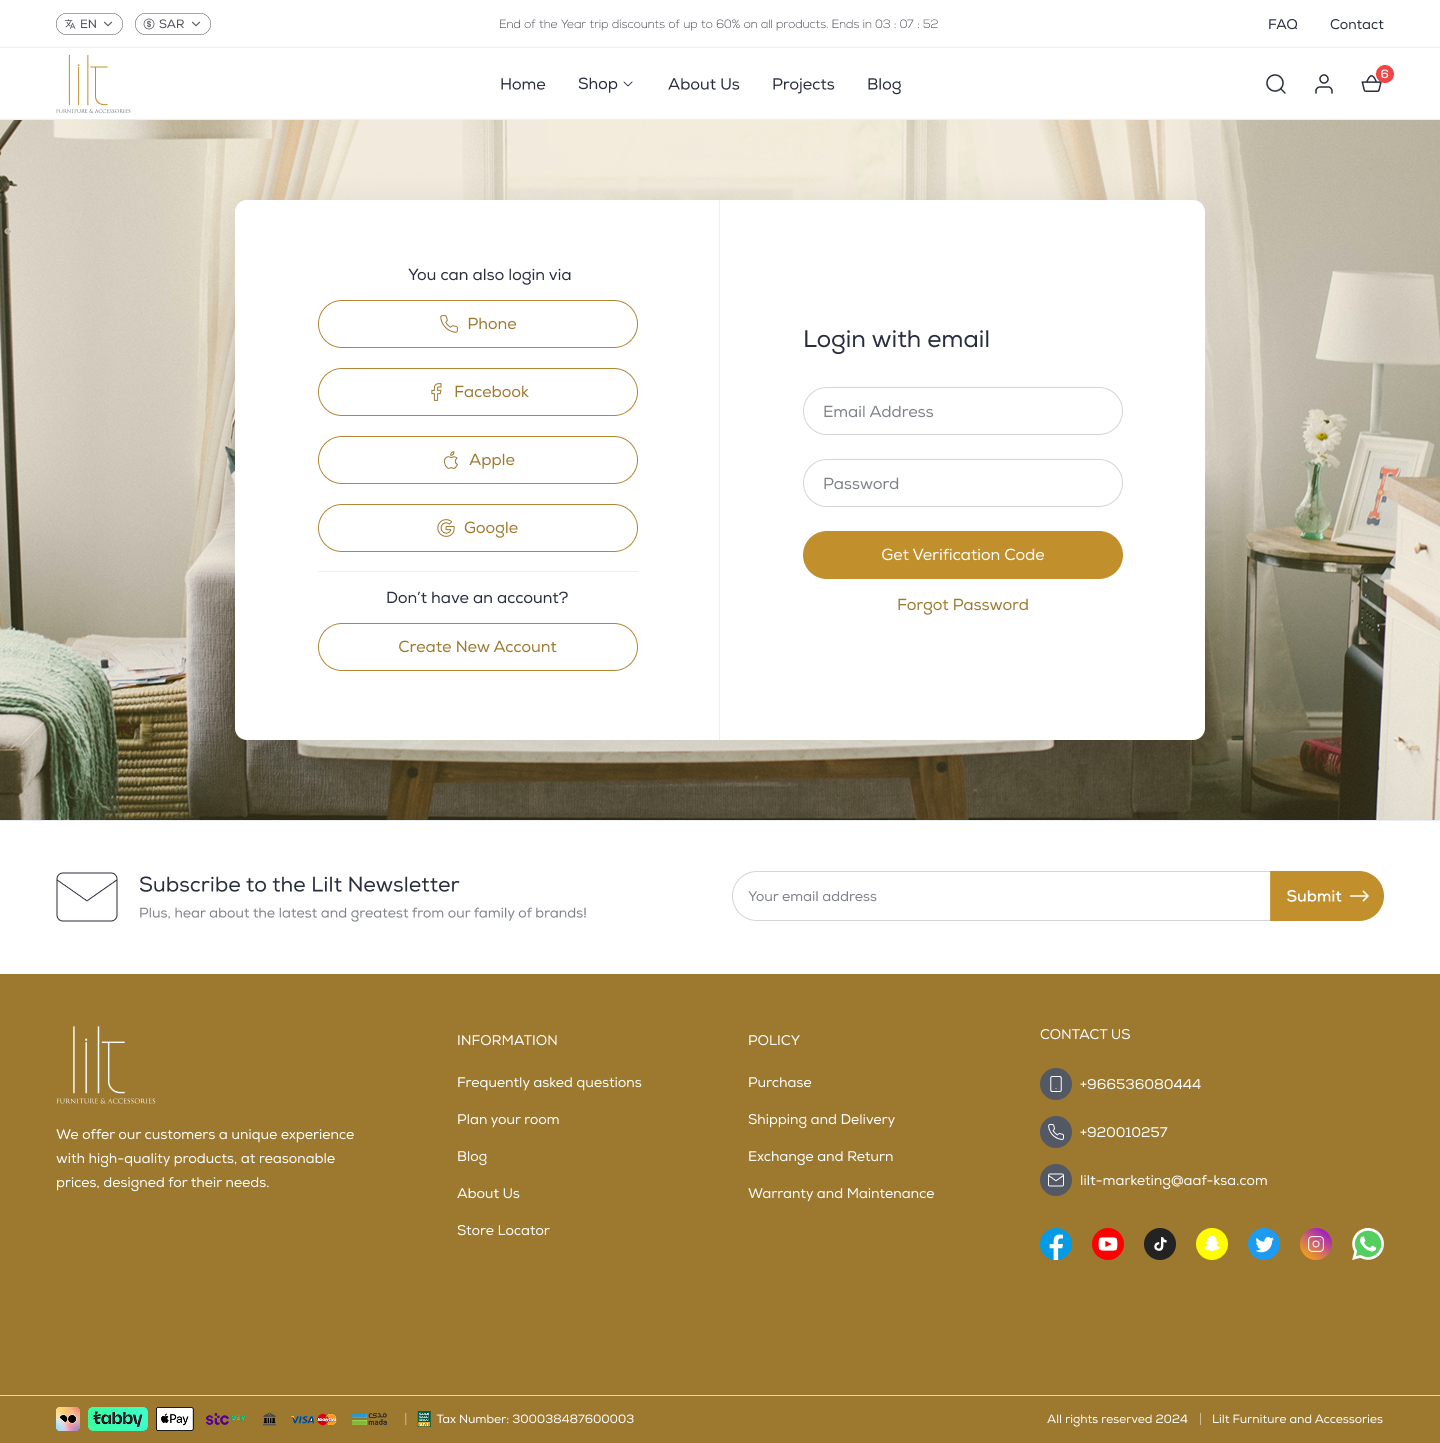 EN
SAR
End of the Year trip discounts of up to 60% on all products. Ends in 03 : 07 : 52
FAQ
Contact
lilt
FURNITURE & ACCESSORIES
Home
Shop
About Us
Projects
Blog
6
You can also login via
Phone
Facebook
Apple
Google
Don't have an account?
Create New Account
Login with email
Email Address
Password
Get Verification Code
Forgot Password
Subscribe to the Lilt Newsletter
Plus, hear about the latest and greatest from our family of brands!
Your email address
Submit
lilt
FURNITURE & ACCESSORIES
We offer our customers a unique experience
with high-quality products, at reasonable
prices, designed for their needs.
INFORMATION
Frequently asked questions
Plan your room
Blog
About Us
Store Locator
POLICY
Purchase
Shipping and Delivery
Exchange and Return
Warranty and Maintenance
CONTACT US
+966536080444
+920010257
lilt-marketing@aaf-ksa.com
tabby
Pay
stc pay
VISA
mada
Tax Number: 300038487600003
All rights reserved 2024
Lilt Furniture and Accessories